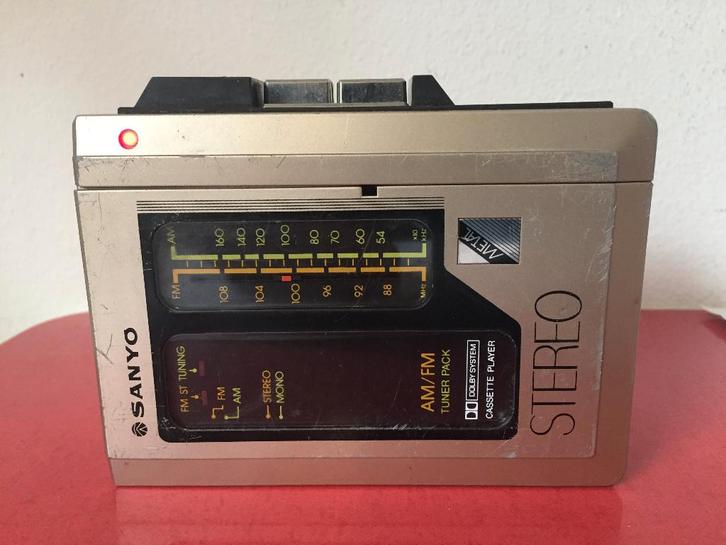 AM 160 140 120 100 80 70 60 54 x10 kHz
FM 108 104 100 96 92 88 MHz
METAL
SANYO
FM ST TUNING
FM
AM
STEREO
MONO
AM/FM
TUNER PACK
DOLBY SYSTEM
CASSETTE PLAYER
STEREO